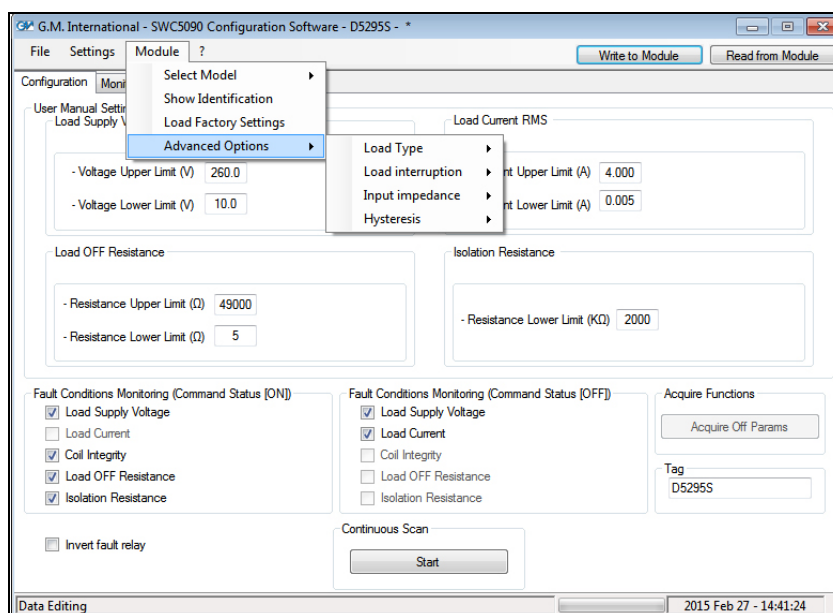 G.M. International - SWC5090 Configuration Software - D5295S - *
File Settings Module ?
Write to Module Read from Module
Select Model
Show Identification
Load Factory Settings
Advanced Options
Load Type
Load interruption
Input impedance
Hysteresis
Configuration
User Manual
Load Supply
- Voltage Upper Limit (V) 260.0
- Voltage Lower Limit (V) 10.0
Load Current RMS
Upper Limit (A) 4.000
Lower Limit (A) 0.005
Load OFF Resistance
- Resistance Upper Limit (Ω) 49000
- Resistance Lower Limit (Ω) 5
Isolation Resistance
- Resistance Lower Limit (KΩ) 2000
Fault Conditions Monitoring (Command Status [ON])
Load Supply Voltage
Load Current
Coil Integrity
Load OFF Resistance
Isolation Resistance
Fault Conditions Monitoring (Command Status [OFF])
Load Supply Voltage
Load Current
Coil Integrity
Load OFF Resistance
Isolation Resistance
Acquire Functions
Acquire Off Params
Tag
D5295S
Invert fault relay
Continuous Scan
Start
Data Editing
2015 Feb 27 - 14:41:24